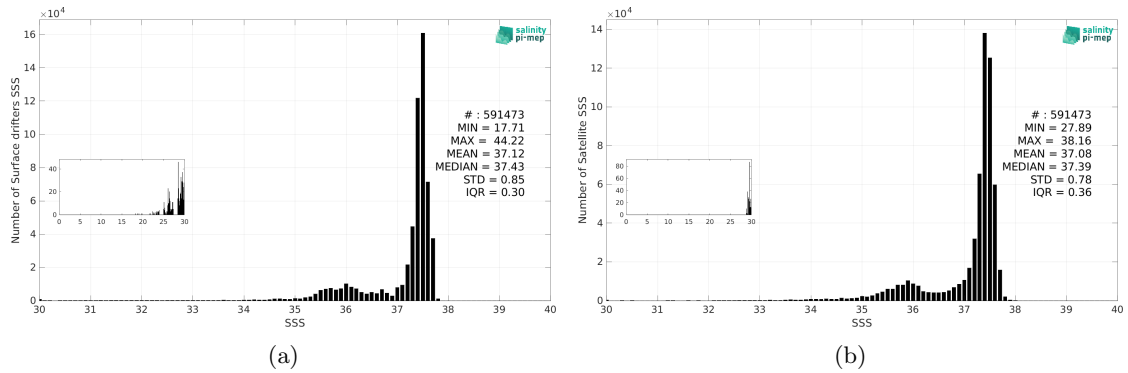 ×10⁴
16
14
12
10
8
6
4
2
0
Number of Surface drifters SSS
salinity
pi-mep
# : 591473
MIN = 17.71
MAX = 44.22
MEAN = 37.12
MEDIAN = 37.43
STD = 0.85
IQR = 0.30
40
20
0
0 5 10 15 20 25 30
30 31 32 33 34 35 36 37 38 39 40
SSS
(a)
×10⁴
14
12
10
8
6
4
2
0
Number of Satellite SSS
salinity
pi-mep
# : 591473
MIN = 27.89
MAX = 38.16
MEAN = 37.08
MEDIAN = 37.39
STD = 0.78
IQR = 0.36
80
60
40
20
0
0 5 10 15 20 25 30
30 31 32 33 34 35 36 37 38 39 40
SSS
(b)